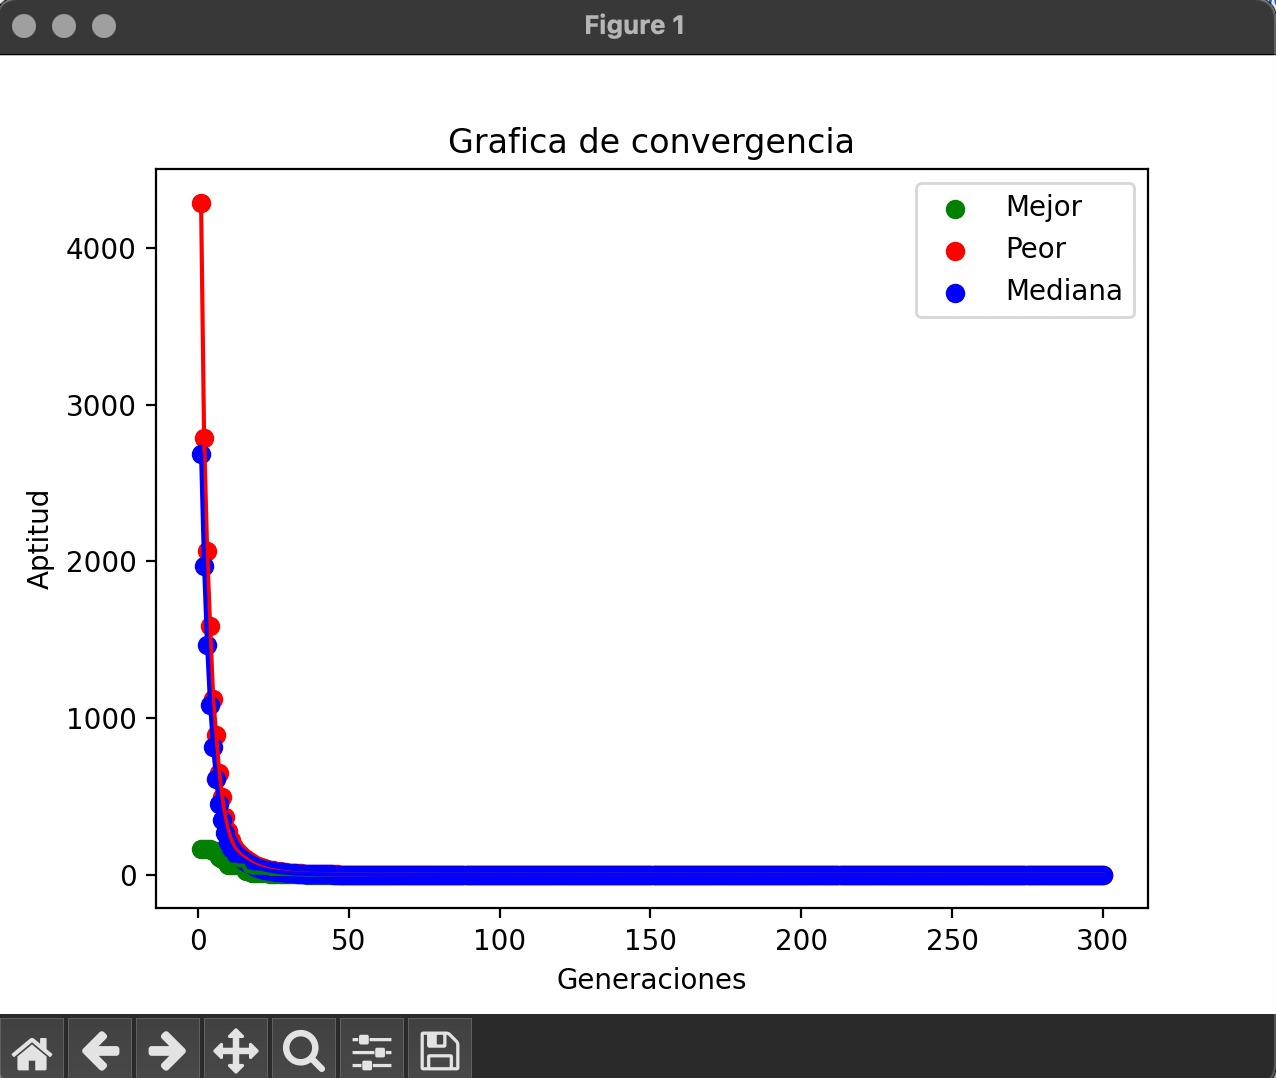 Figure 1
Grafica de convergencia
Mejor
Peor
Mediana
4000
3000
2000
1000
0
Aptitud
0 50 100 150 200 250 300
Generaciones